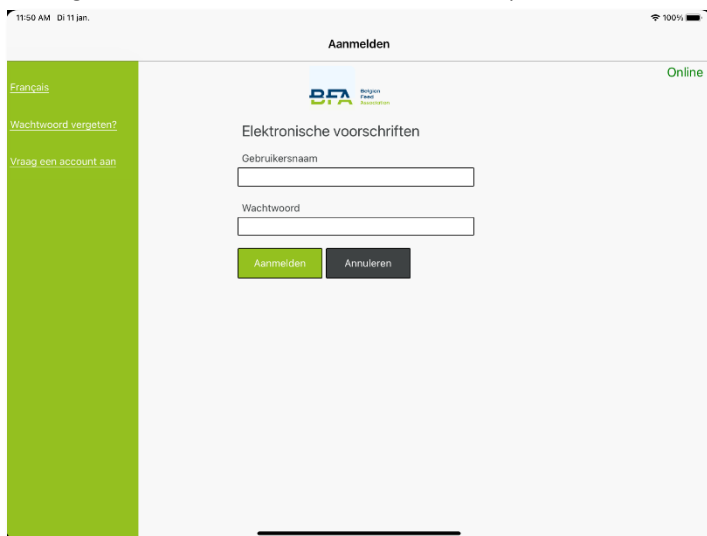 11:50 AM Di 11 jan.
100%
Aanmelden
Online
Français
Wachtwoord vergeten?
Vraag een account aan
BFA
Belgian
Feed
Association
Elektronische voorschriften
Gebruikersnaam
Wachtwoord
Aanmelden
Annuleren